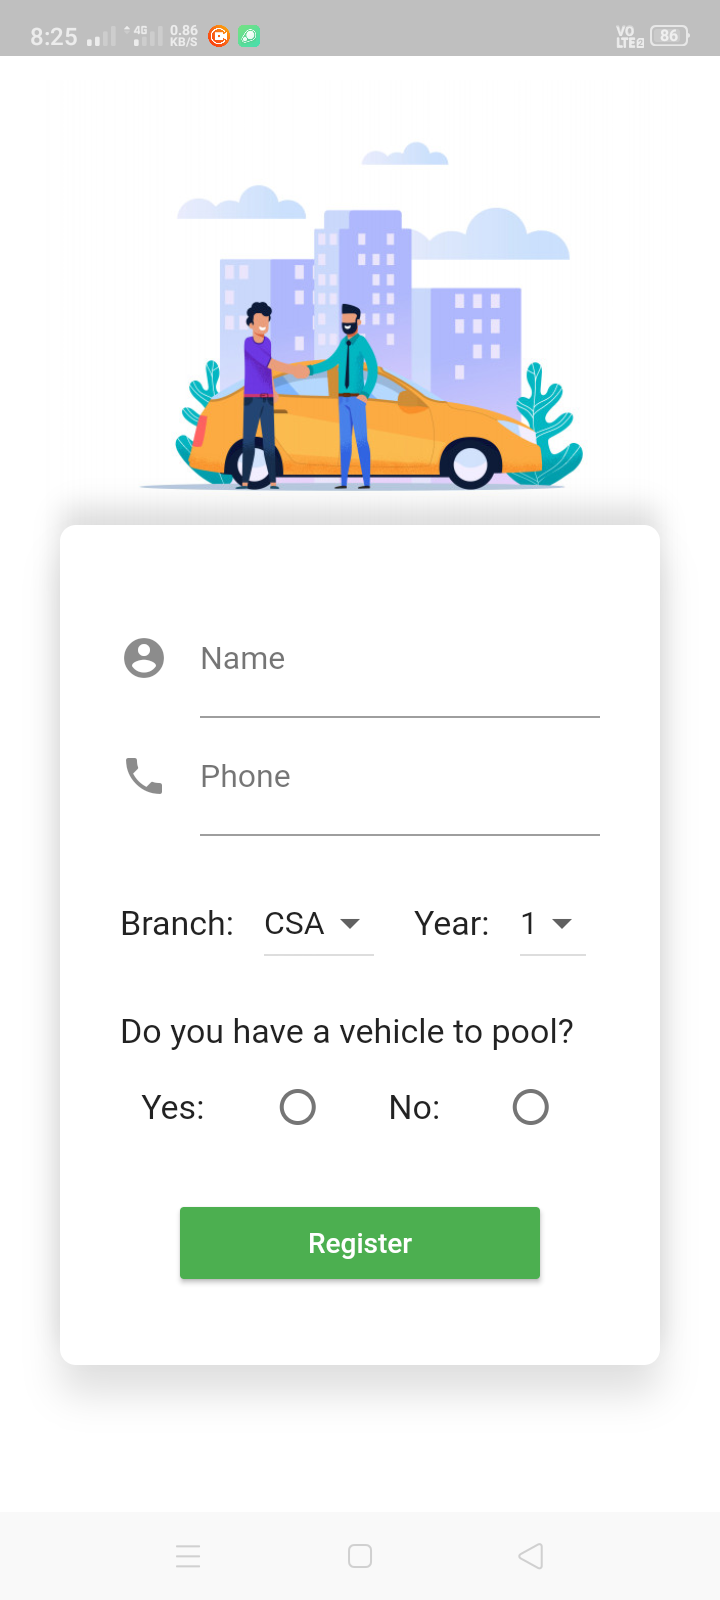 8:25 4G 0.86 KB/S VO LTE2 86
Name
Phone
Branch: CSA Year: 1
Do you have a vehicle to pool?
Yes: No:
Register